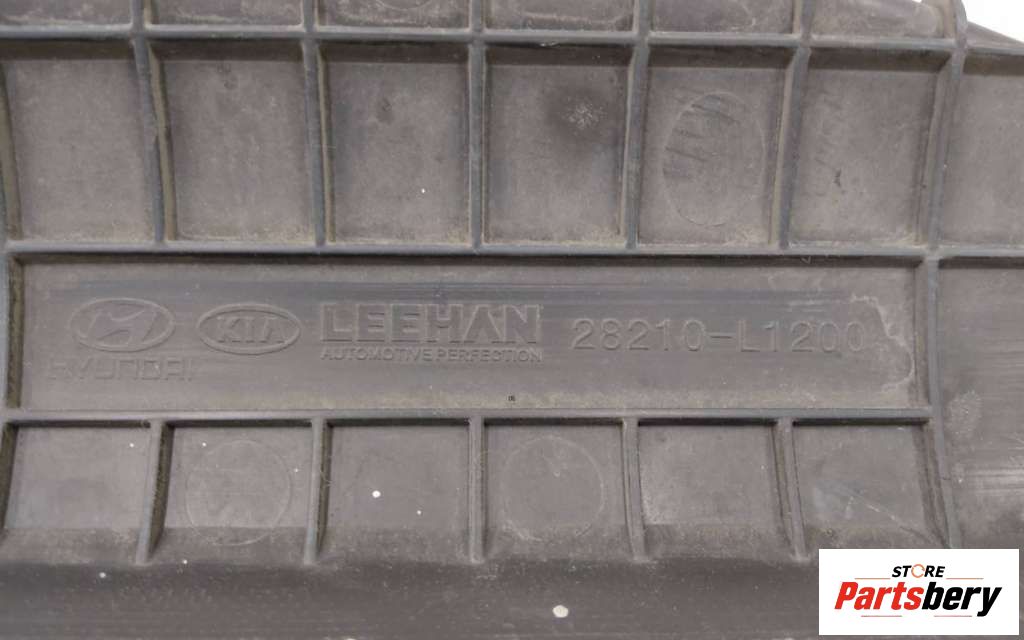 HYUNDAI
KIA
LEEHAN
AUTOMOTIVE PERFECTION
28210-L1200
STORE
Partsbery